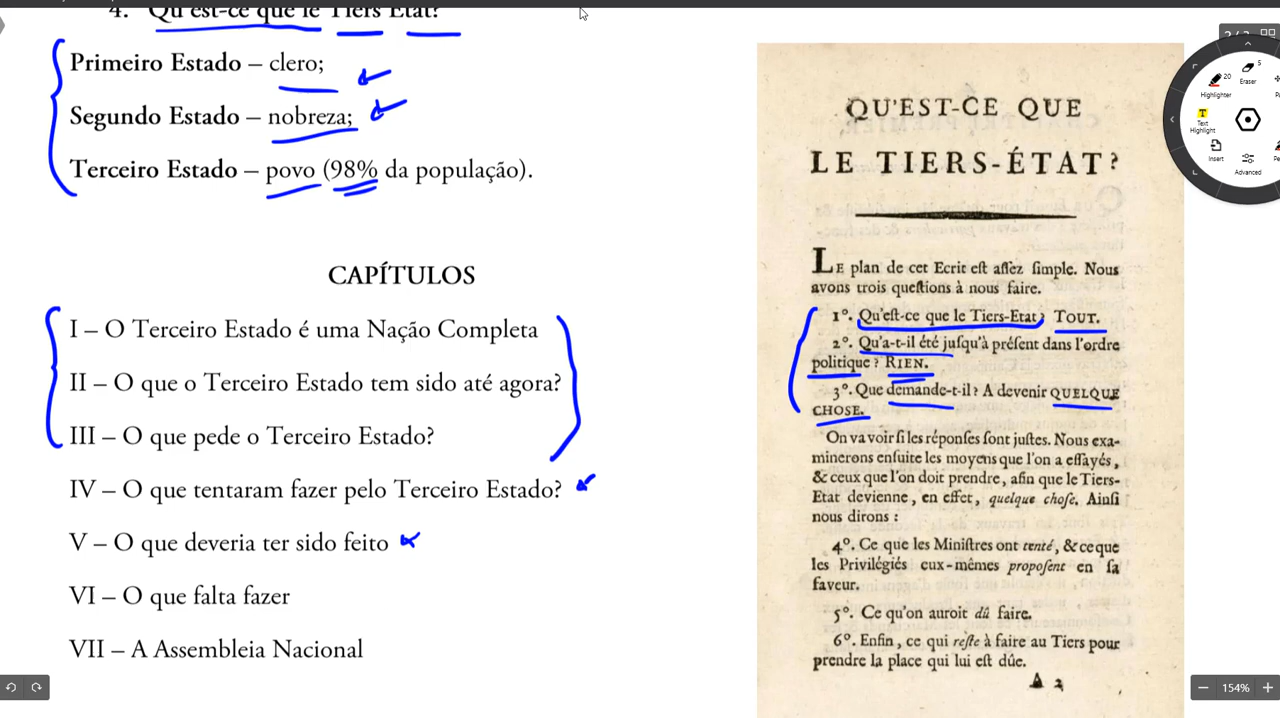 4. Qu'est-ce que le Tiers État?
Primeiro Estado – clero;
Segundo Estado – nobreza;
Terceiro Estado – povo (98% da população).
CAPÍTULOS
I – O Terceiro Estado é uma Nação Completa
II – O que o Terceiro Estado tem sido até agora?
III – O que pede o Terceiro Estado?
IV – O que tentaram fazer pelo Terceiro Estado?
V – O que deveria ter sido feito
VI – O que falta fazer
VII – A Assembleia Nacional
QU'EST-CE QUE
LE TIERS-ÉTAT?
LE plan de cet Ecrit eſt aſſez ſimple. Nous
avons trois queſtions à nous faire.
1°. Qu'eſt-ce que le Tiers-Etat? TOUT.
2°. Qu'a-t-il été juſqu'à préſent dans l'ordre
politique? RIEN.
3°. Que demande-t-il? A devenir QUELQUE
CHOSE.
On va voir ſi les réponſes ſont juſtes. Nous exa-
minerons enſuite les moyens que l'on a eſſayés,
& ceux que l'on doit prendre, afin que le Tiers-
Etat devienne, en effet, quelque choſe. Ainſi
nous dirons :
4°. Ce que les Miniſtres ont tenté, & ce que
les Privilégiés eux-mêmes propoſent en ſa
faveur.
5°. Ce qu'on auroit dû faire.
6°. Enfin, ce qui reſte à faire au Tiers pour
prendre la place qui lui eſt dûe.
A 2
20
Highlighter
5
Eraser
T
Text
Highlight
Insert
Advanced
154%